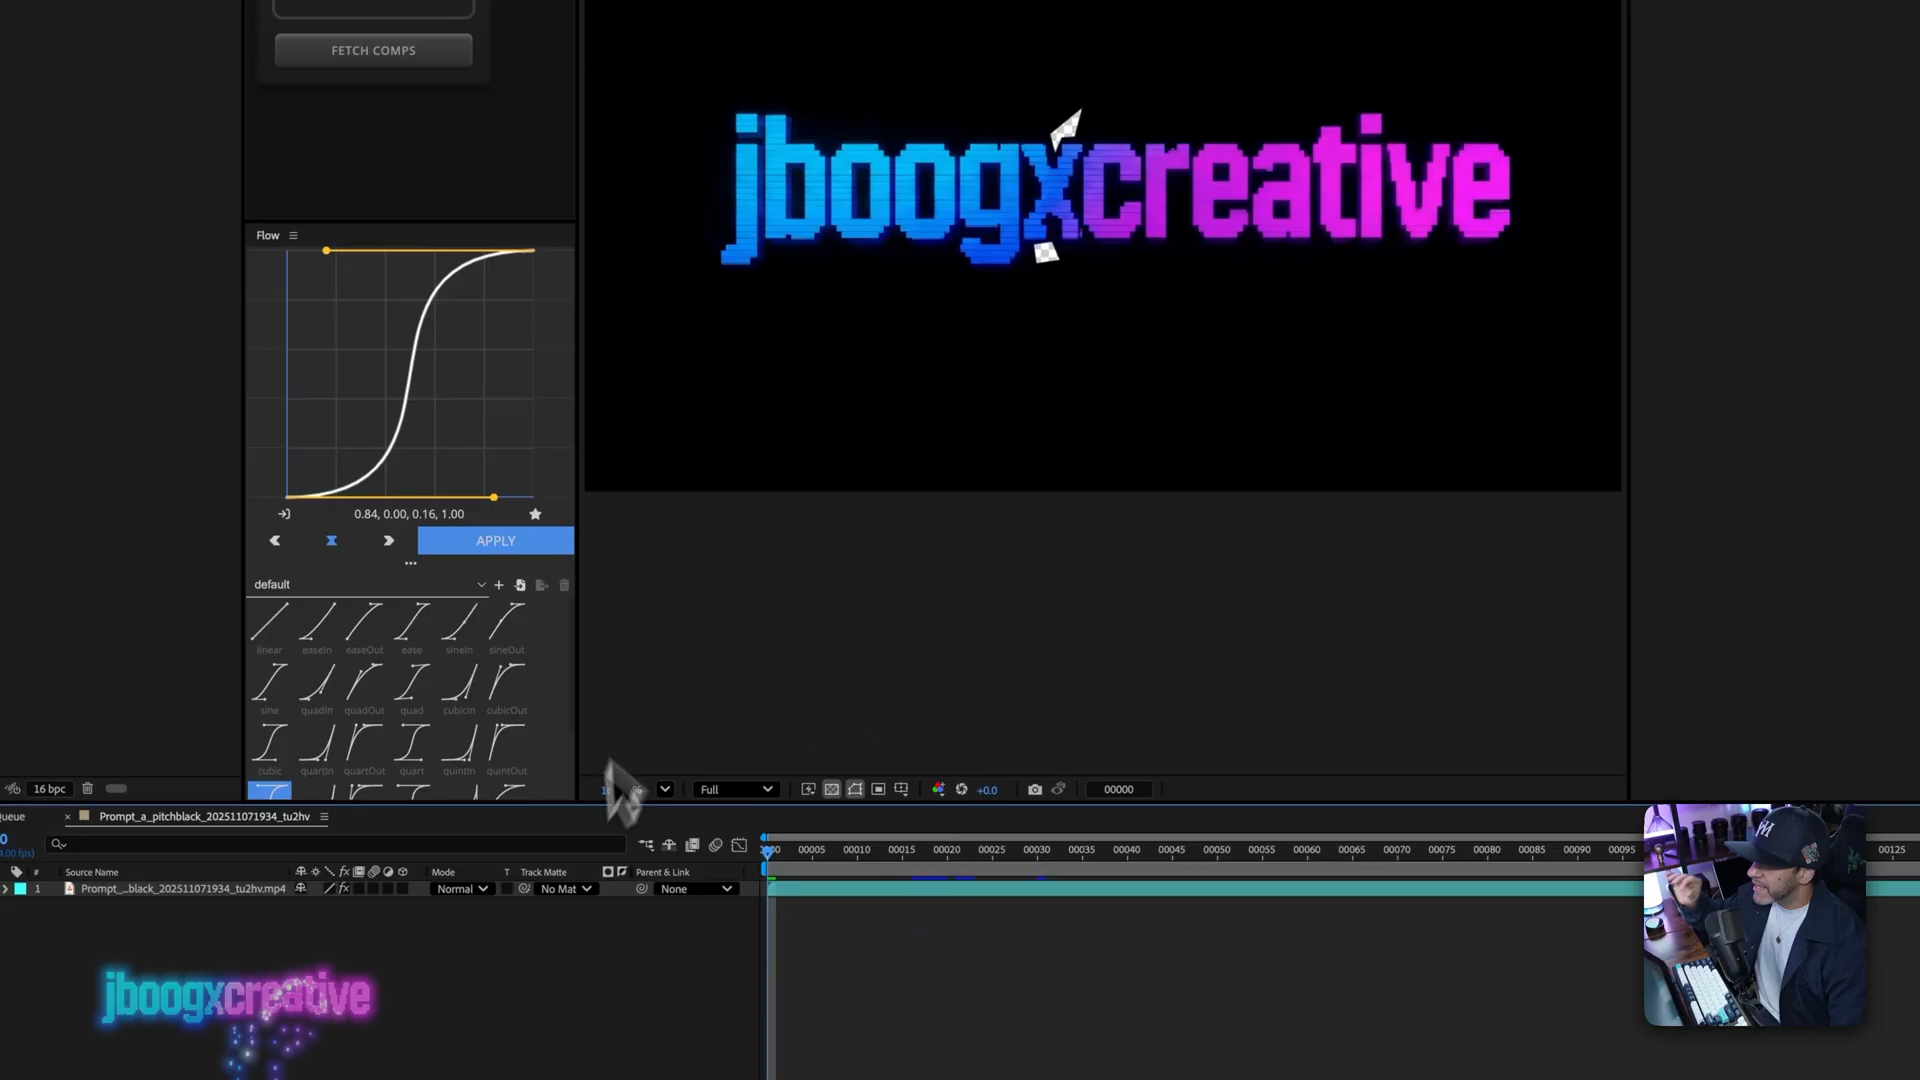 FETCH COMPS
jboogxcreative
Flow
0.84, 0.00, 0.16, 1.00
APPLY
default
linear easeIn easeOut ease sineIn sineOut
sine quadIn quadOut quad cubicIn cubicOut
cubic quartIn quartOut quart quintIn quintOut
16 bpc
Full
+0.0
00000
Prompt_a_pitchblack_202511071934_tu2hv
00005 00010 00015 00020 00025 00030 00035 00040 00045 00050 00055 00060 00065 00070 00075 00080 00085 00090 00095 00125
# Source Name Mode T Track Matte Parent & Link
1 Prompt_...black_202511071934_tu2hv.mp4 Normal No Mat None
jboogxcreative